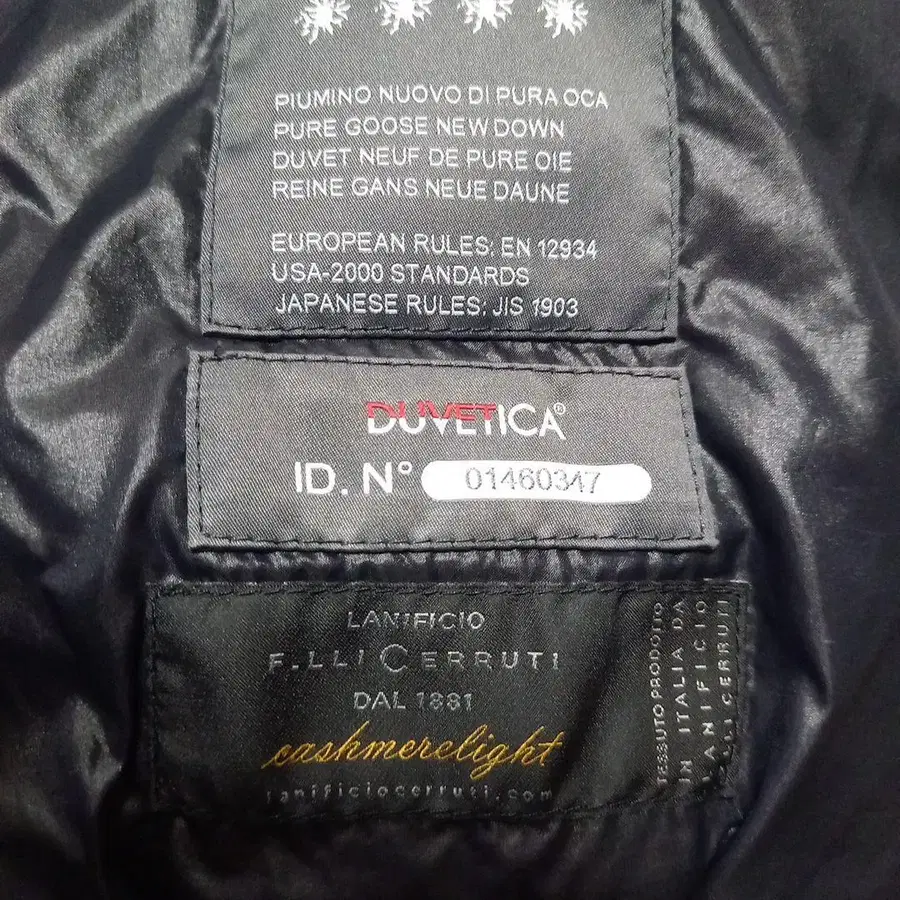 PIUMINO NUOVO DI PURA OCA
PURE GOOSE NEW DOWN
DUVET NEUF DE PURE OIE
REINE GANS NEUE DAUNE
EUROPEAN RULES: EN 12934
USA-2000 STANDARDS
JAPANESE RULES: JIS 1903
DUVETICA®
ID. N° 01460347
LANIFICIO
F.LLI CERRUTI
DAL 1881
cashmerelight
lanificiocerruti.com
TESSUTO PRODOTTO
IN ITALIA DA
LANIFICIO
F.LLI CERRUTI